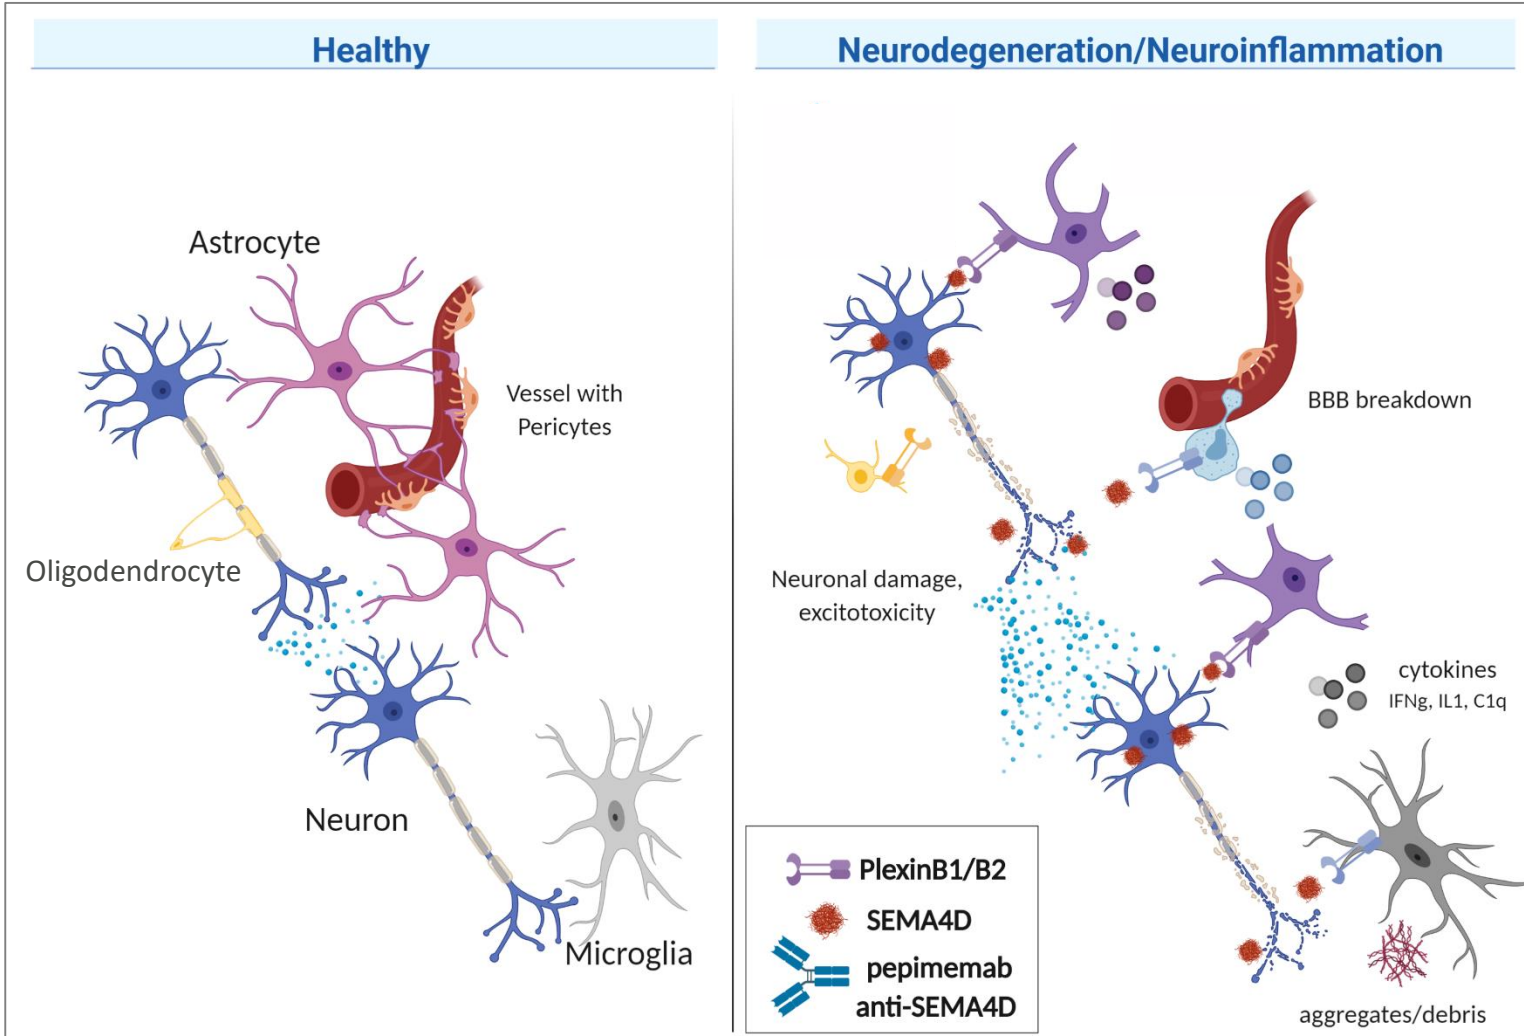 Healthy
Astrocyte
Vessel with
Pericytes
Oligodendrocyte
Neuron
Microglia
Neurodegeneration/Neuroinflammation
BBB breakdown
Neuronal damage,
excitotoxicity
cytokines
IFNg, IL1, C1q
PlexinB1/B2
SEMA4D
pepimemab
anti-SEMA4D
aggregates/debris